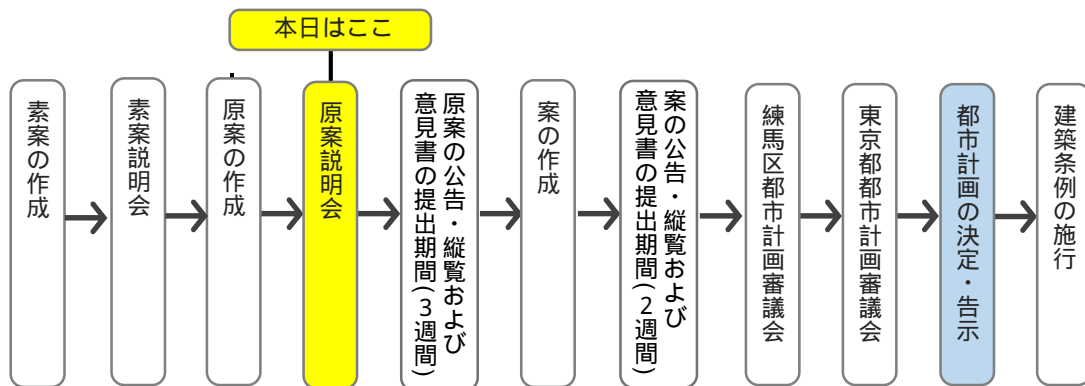 本日はここ
素案の作成
素案説明会
原案の作成
原案説明会
原案の公告・縦覧および
意見書の提出期間(3週間)
案の作成
案の公告・縦覧および
意見書の提出期間(2週間)
練馬区都市計画審議会
東京都都市計画審議会
都市計画の決定・告示
建築条例の施行